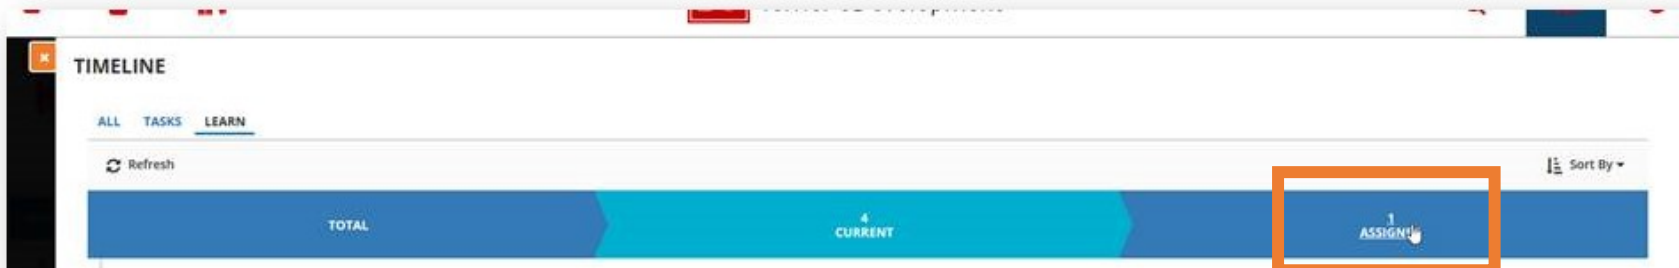 TIMELINE
ALL TASKS LEARN
Refresh Sort By
TOTAL
4
CURRENT
1